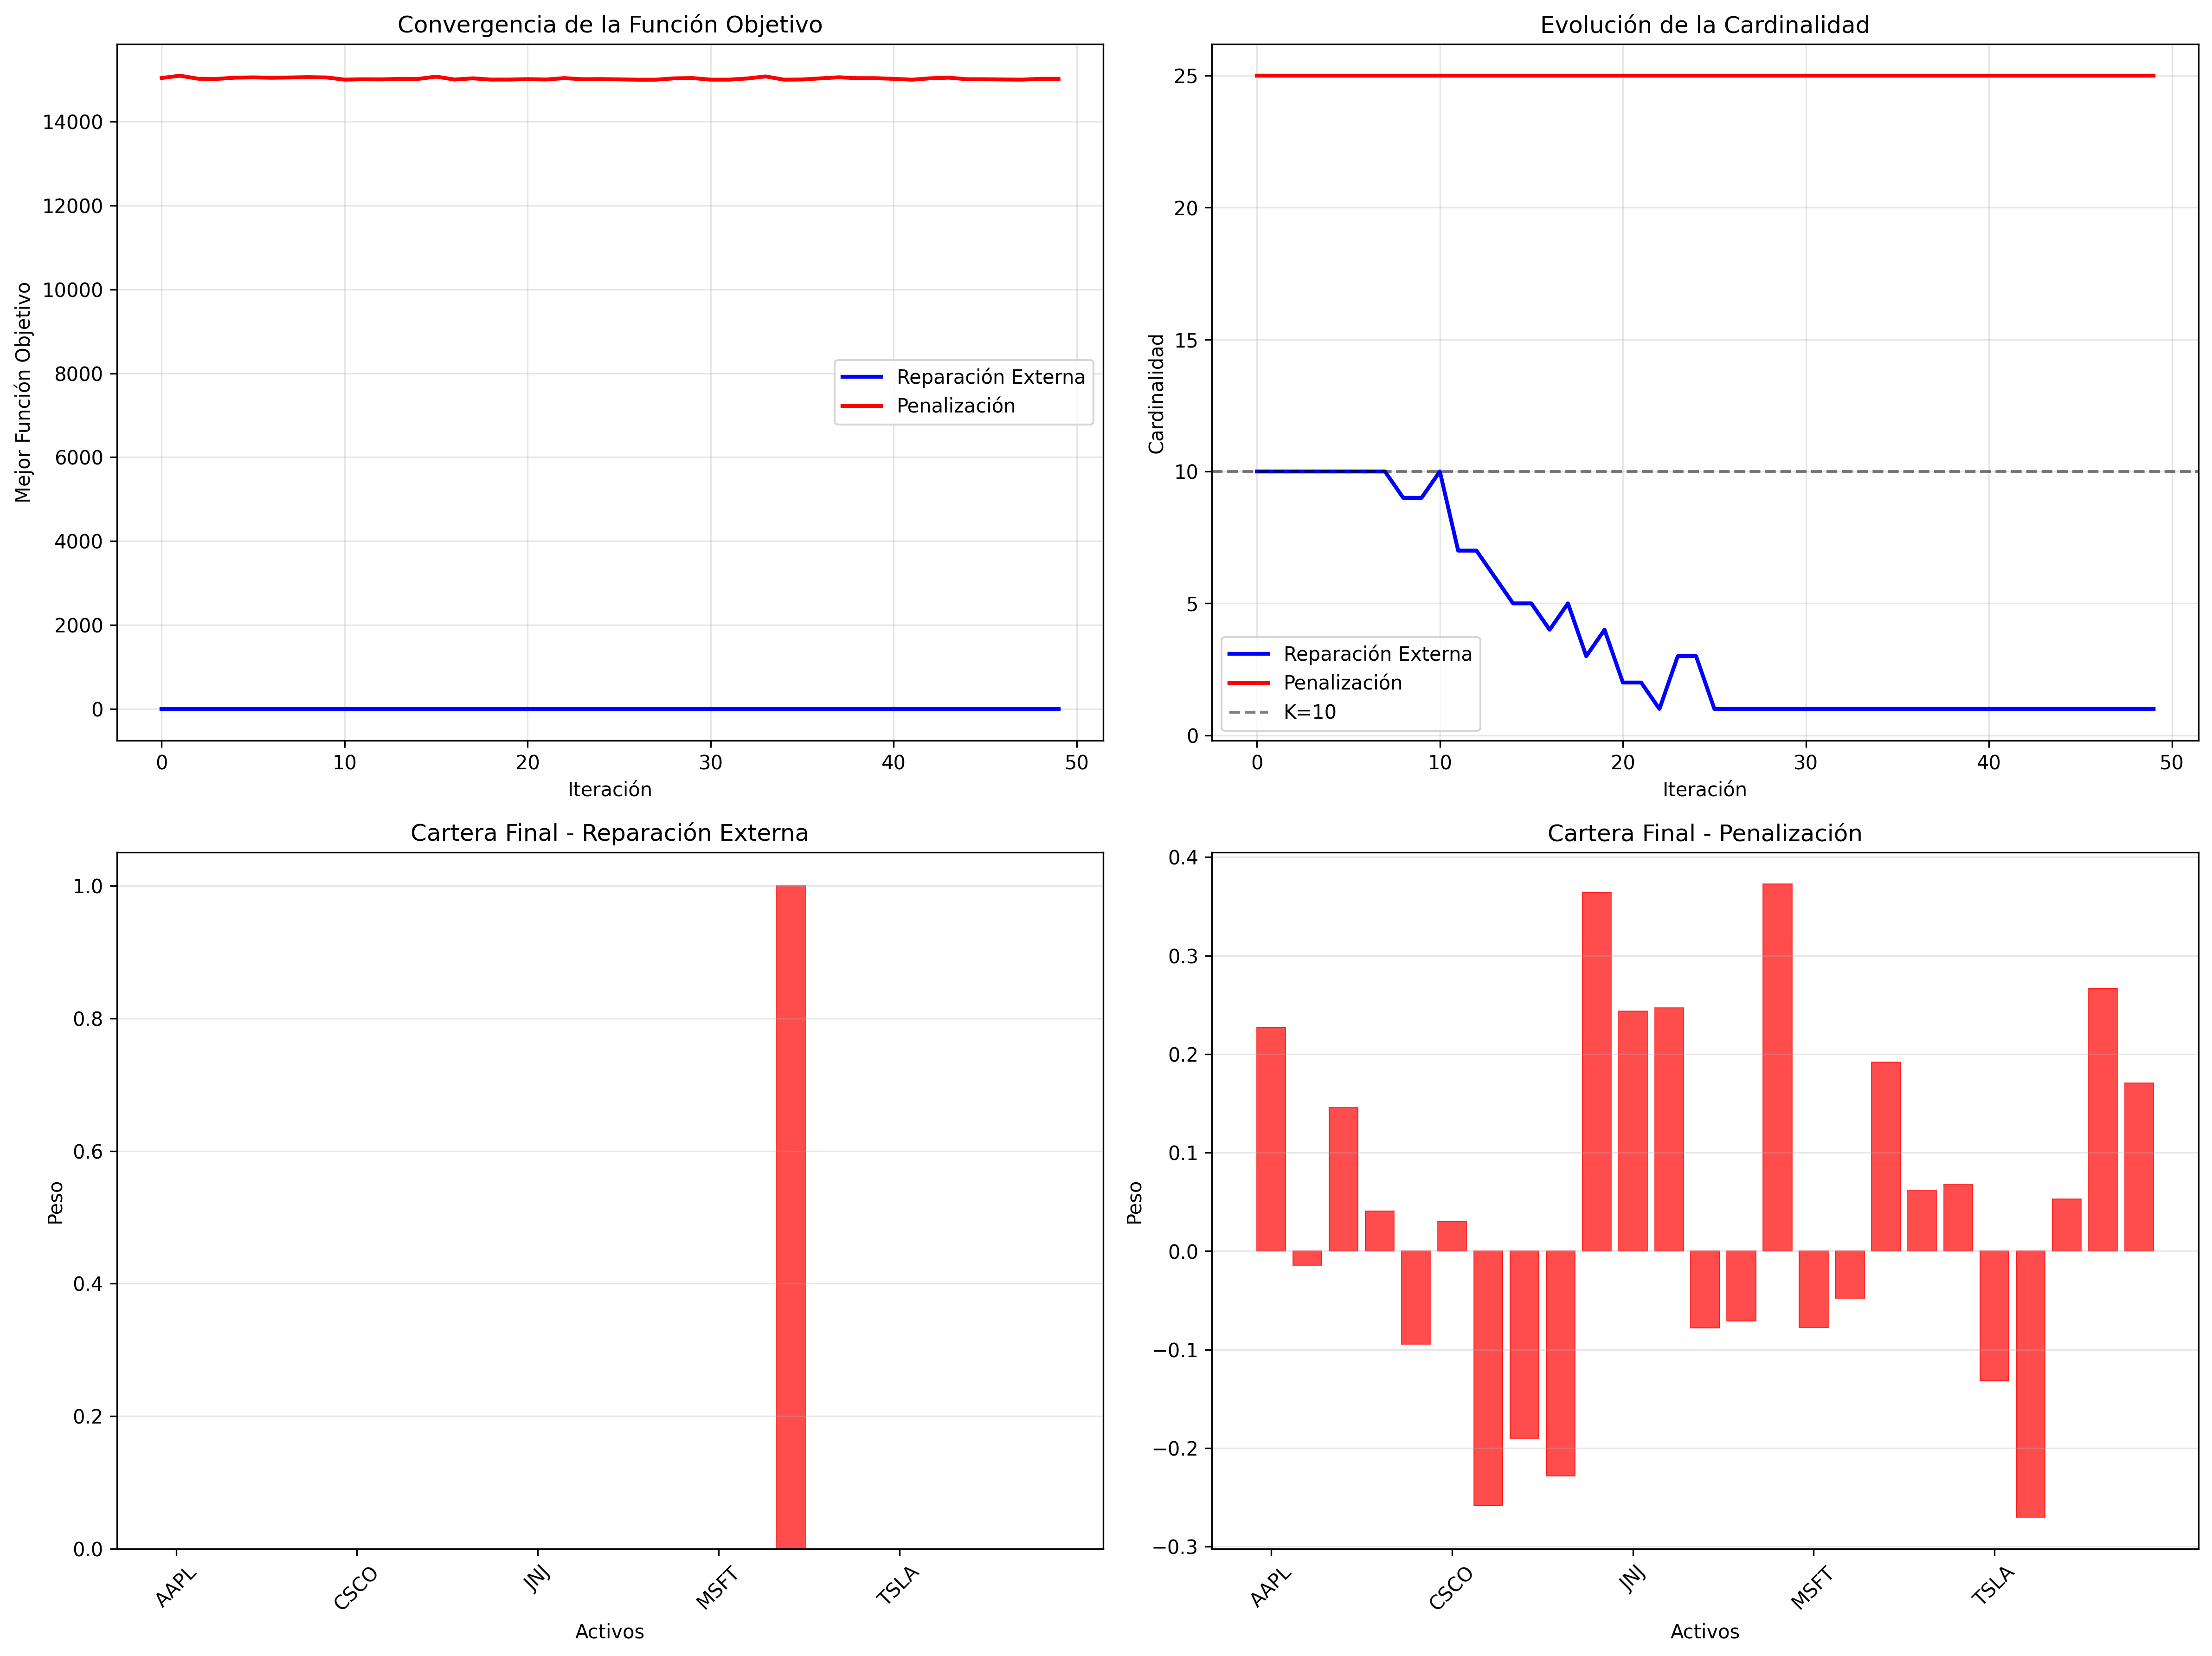 Convergencia de la Función Objetivo
Mejor Función Objetivo
14000
12000
10000
8000
6000
4000
2000
0
Reparación Externa
Penalización
0 10 20 30 40 50
Iteración
Evolución de la Cardinalidad
Cardinalidad
25
20
15
10
5
0
Reparación Externa
Penalización
K=10
0 10 20 30 40 50
Iteración
Cartera Final - Reparación Externa
Peso
1.0
0.8
0.6
0.4
0.2
0.0
AAPL CSCO JNJ MSFT TSLA
Activos
Cartera Final - Penalización
Peso
0.4
0.3
0.2
0.1
0.0
−0.1
−0.2
−0.3
AAPL CSCO JNJ MSFT TSLA
Activos